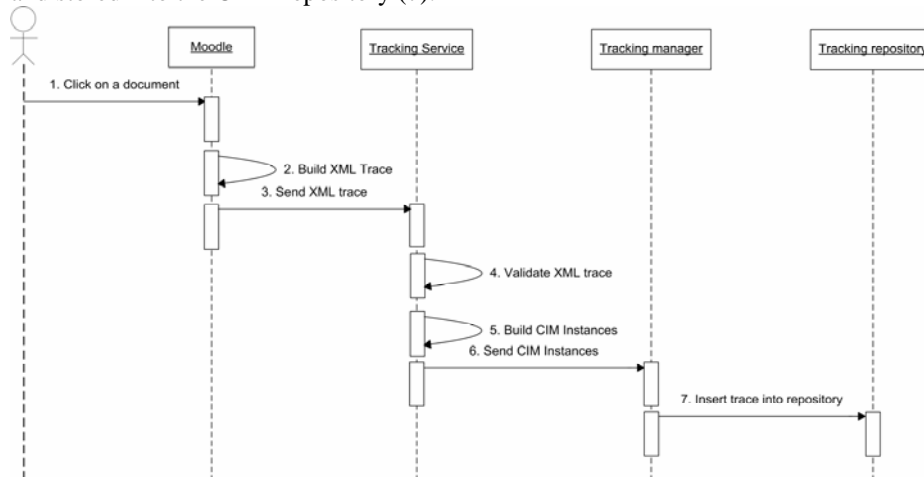 Moodle
Tracking Service
Tracking manager
Tracking repository
1. Click on a document
2. Build XML Trace
3. Send XML trace
4. Validate XML trace
5. Build CIM Instances
6. Send CIM Instances
7. Insert trace into repository